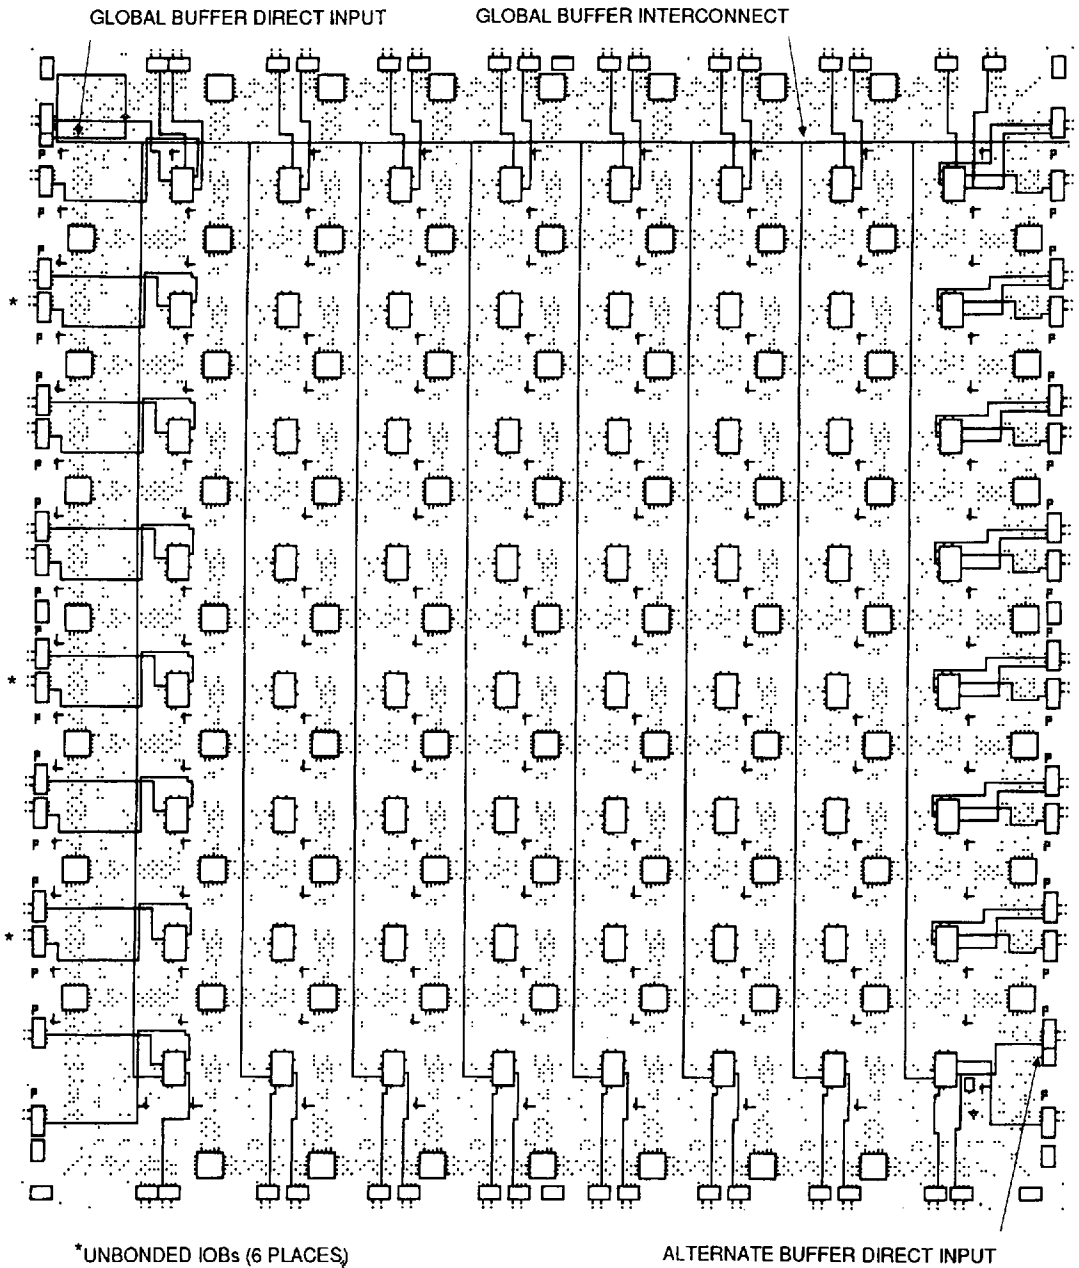 GLOBAL BUFFER DIRECT INPUT
GLOBAL BUFFER INTERCONNECT
*
*
*
*UNBONDED IOBs (6 PLACES)
ALTERNATE BUFFER DIRECT INPUT